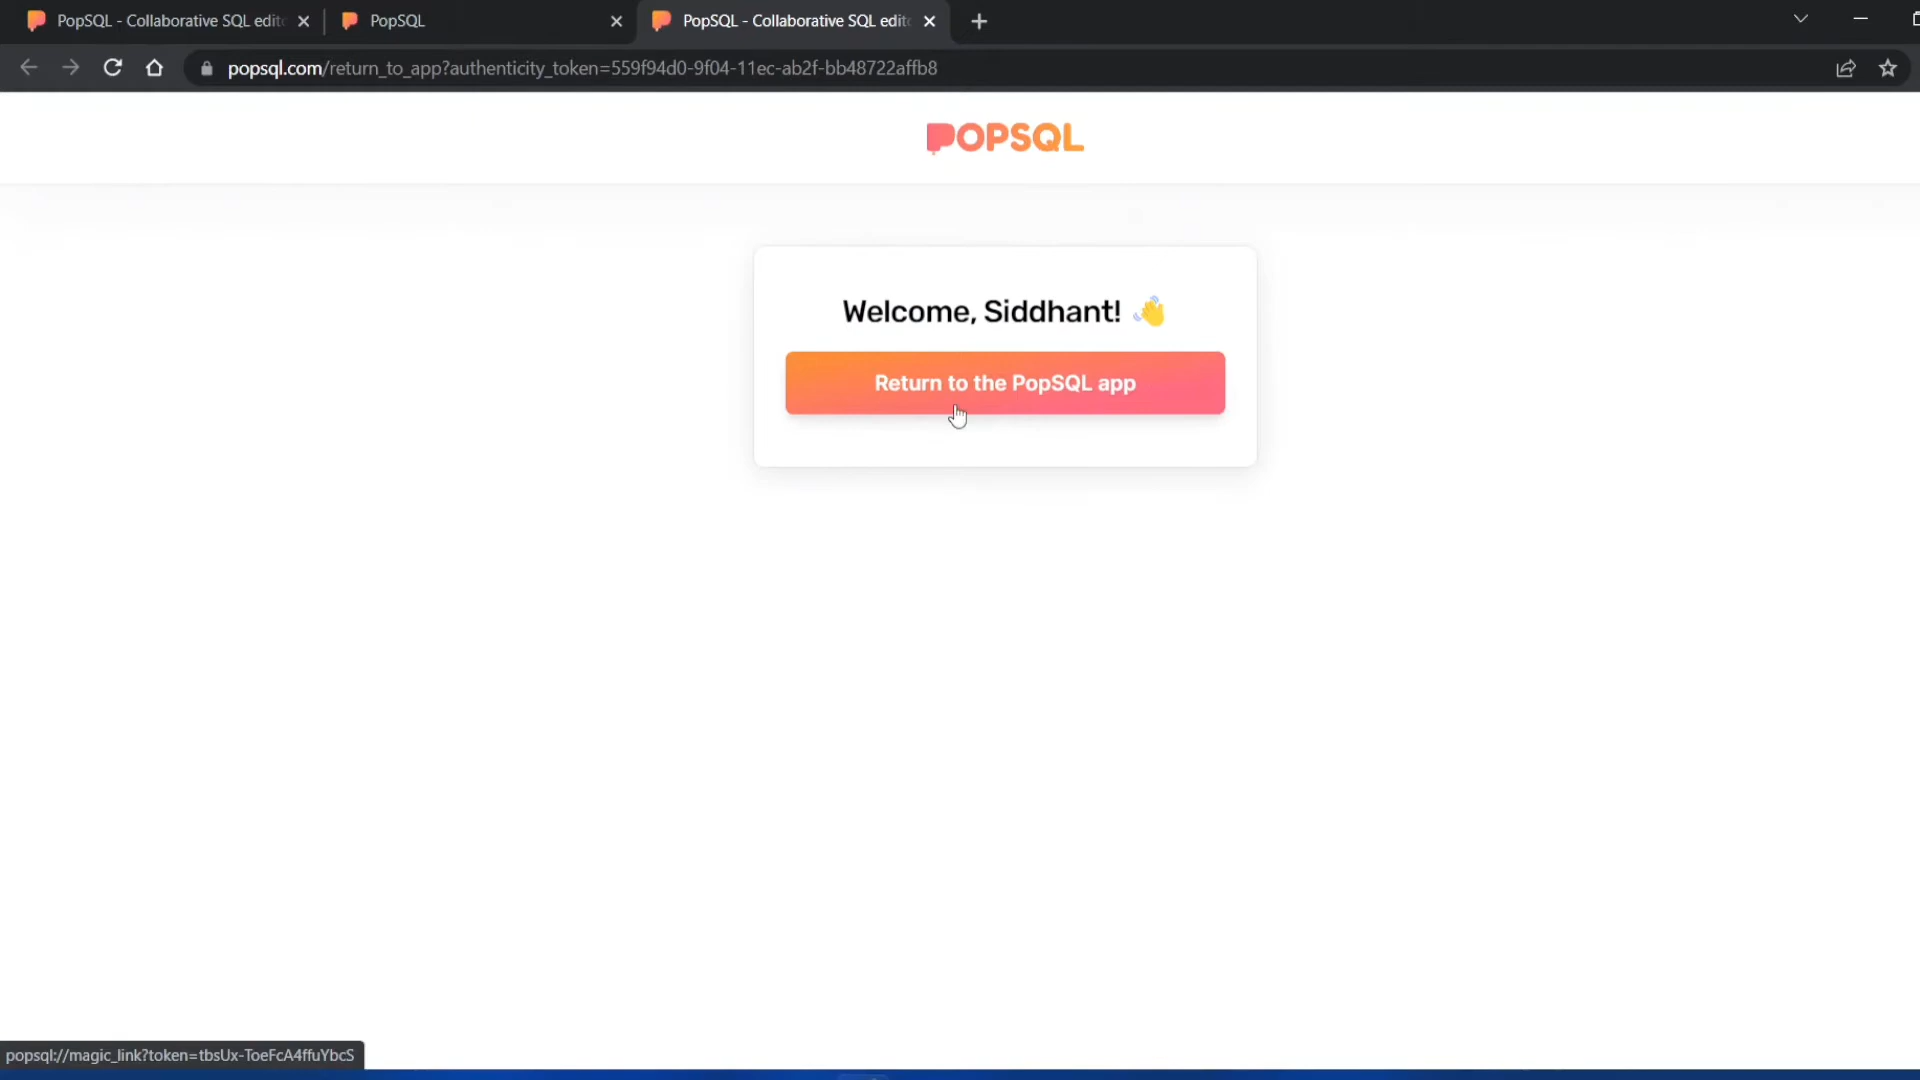 PopSQL - Collaborative SQL edit
PopSQL
PopSQL - Collaborative SQL edit
popsql.com/return_to_app?authenticity_token=559f94d0-9f04-11ec-ab2f-bb48722affb8
POPSQL
Welcome, Siddhant! 👋
Return to the PopSQL app
popsql://magic_link?token=tbsUx-ToeFcA4ffuYbcS